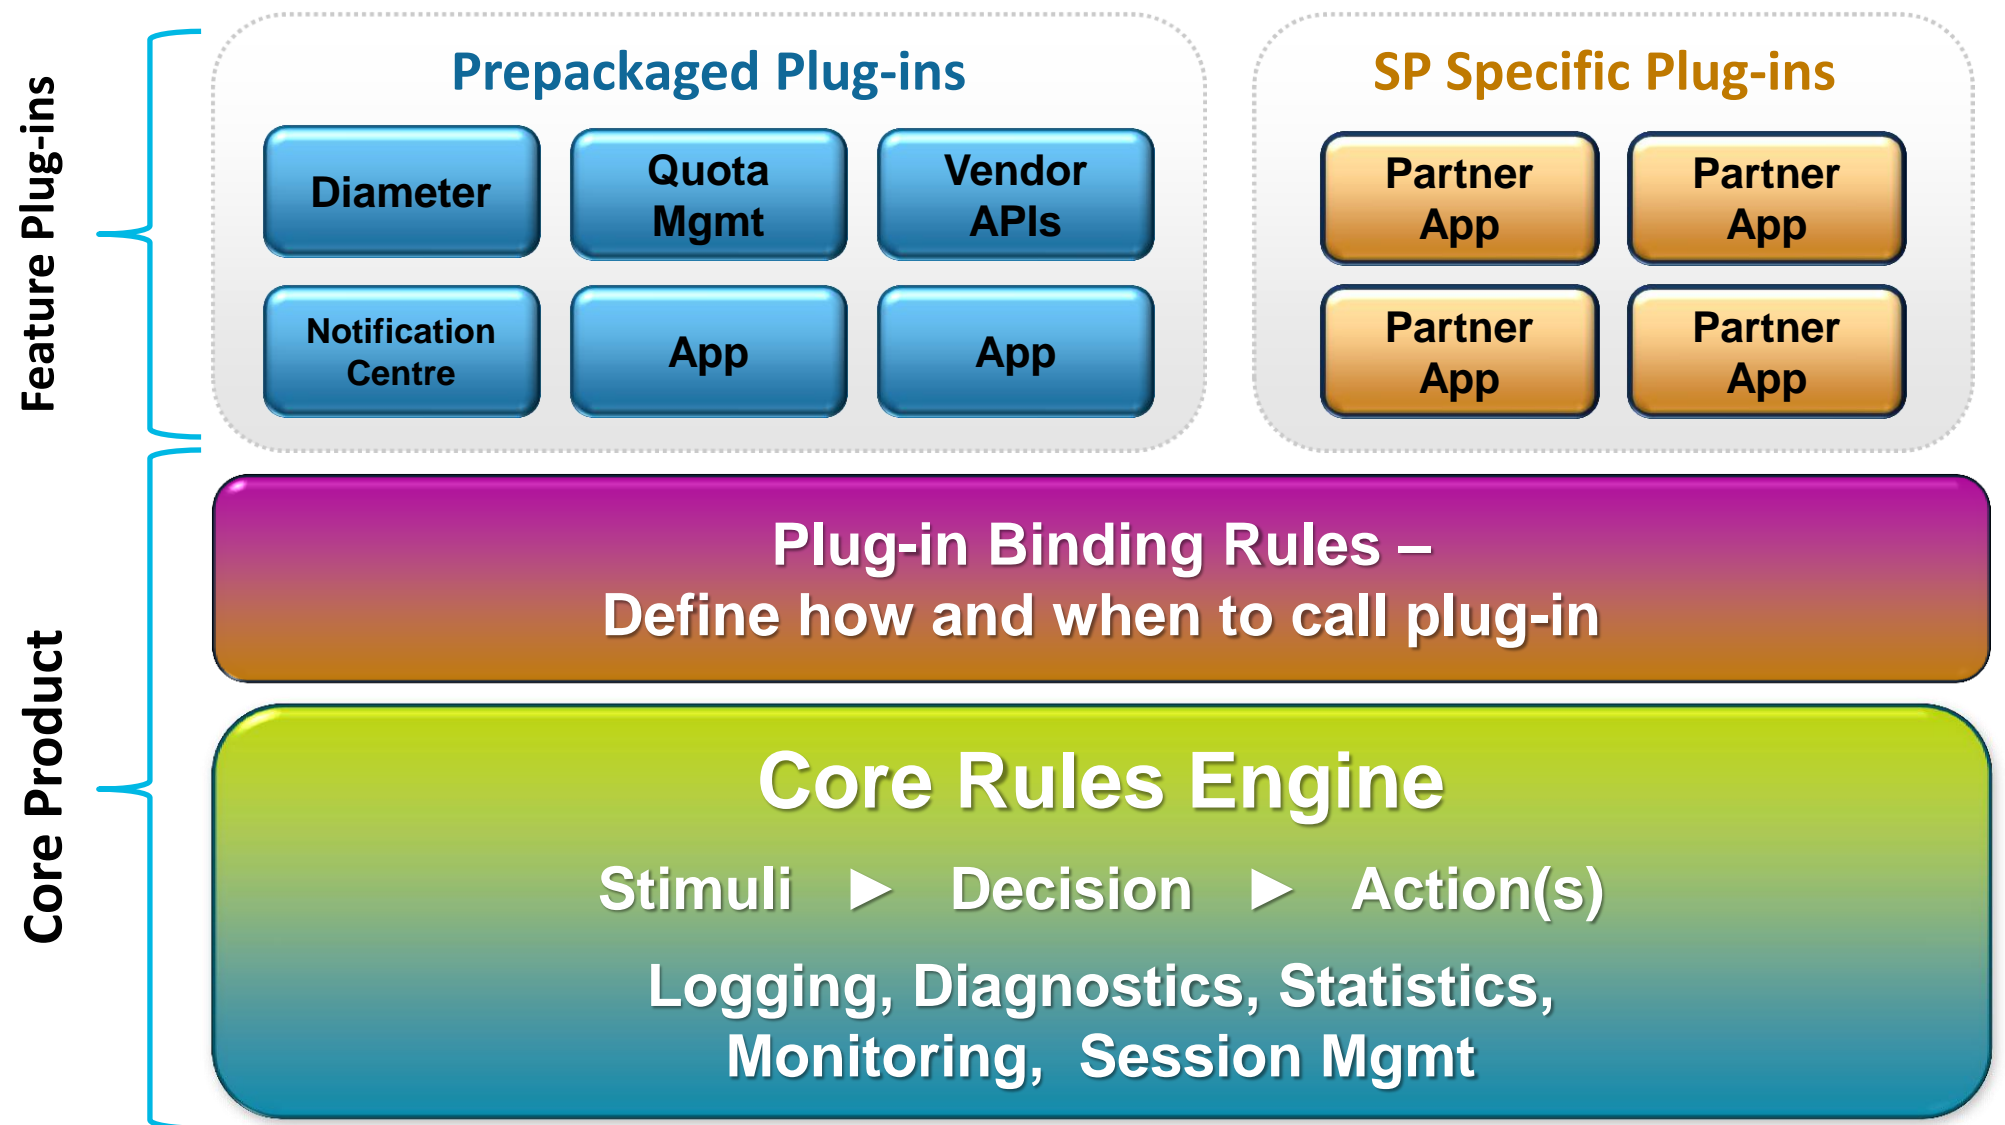 Feature Plug-ins
Prepackaged Plug-ins
Diameter
Quota
Mgmt
Vendor
APIs
Notification
Centre
App
App
SP Specific Plug-ins
Partner
App
Partner
App
Partner
App
Partner
App
Core Product
Plug-in Binding Rules –
Define how and when to call plug-in
Core Rules Engine
Stimuli ► Decision ► Action(s)
Logging, Diagnostics, Statistics,
Monitoring, Session Mgmt